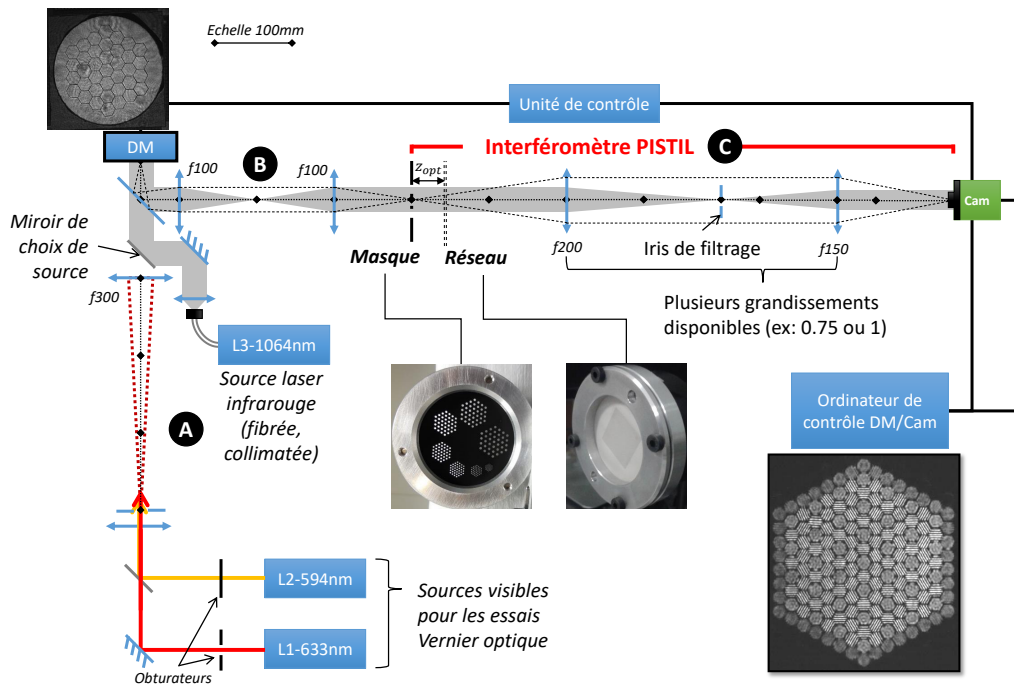 Echelle 100mm
Unité de contrôle
DM
f100
B
f100
Interféromètre PISTIL
C
zopt
Cam
Miroir de
choix de
source
Masque
Réseau
f200
Iris de filtrage
f150
f300
Plusieurs grandissements
disponibles (ex: 0.75 ou 1)
L3-1064nm
Source laser
infrarouge
(fibrée,
collimatée)
A
Ordinateur de
contrôle DM/Cam
L2-594nm
Sources visibles
pour les essais
Vernier optique
L1-633nm
Obturateurs